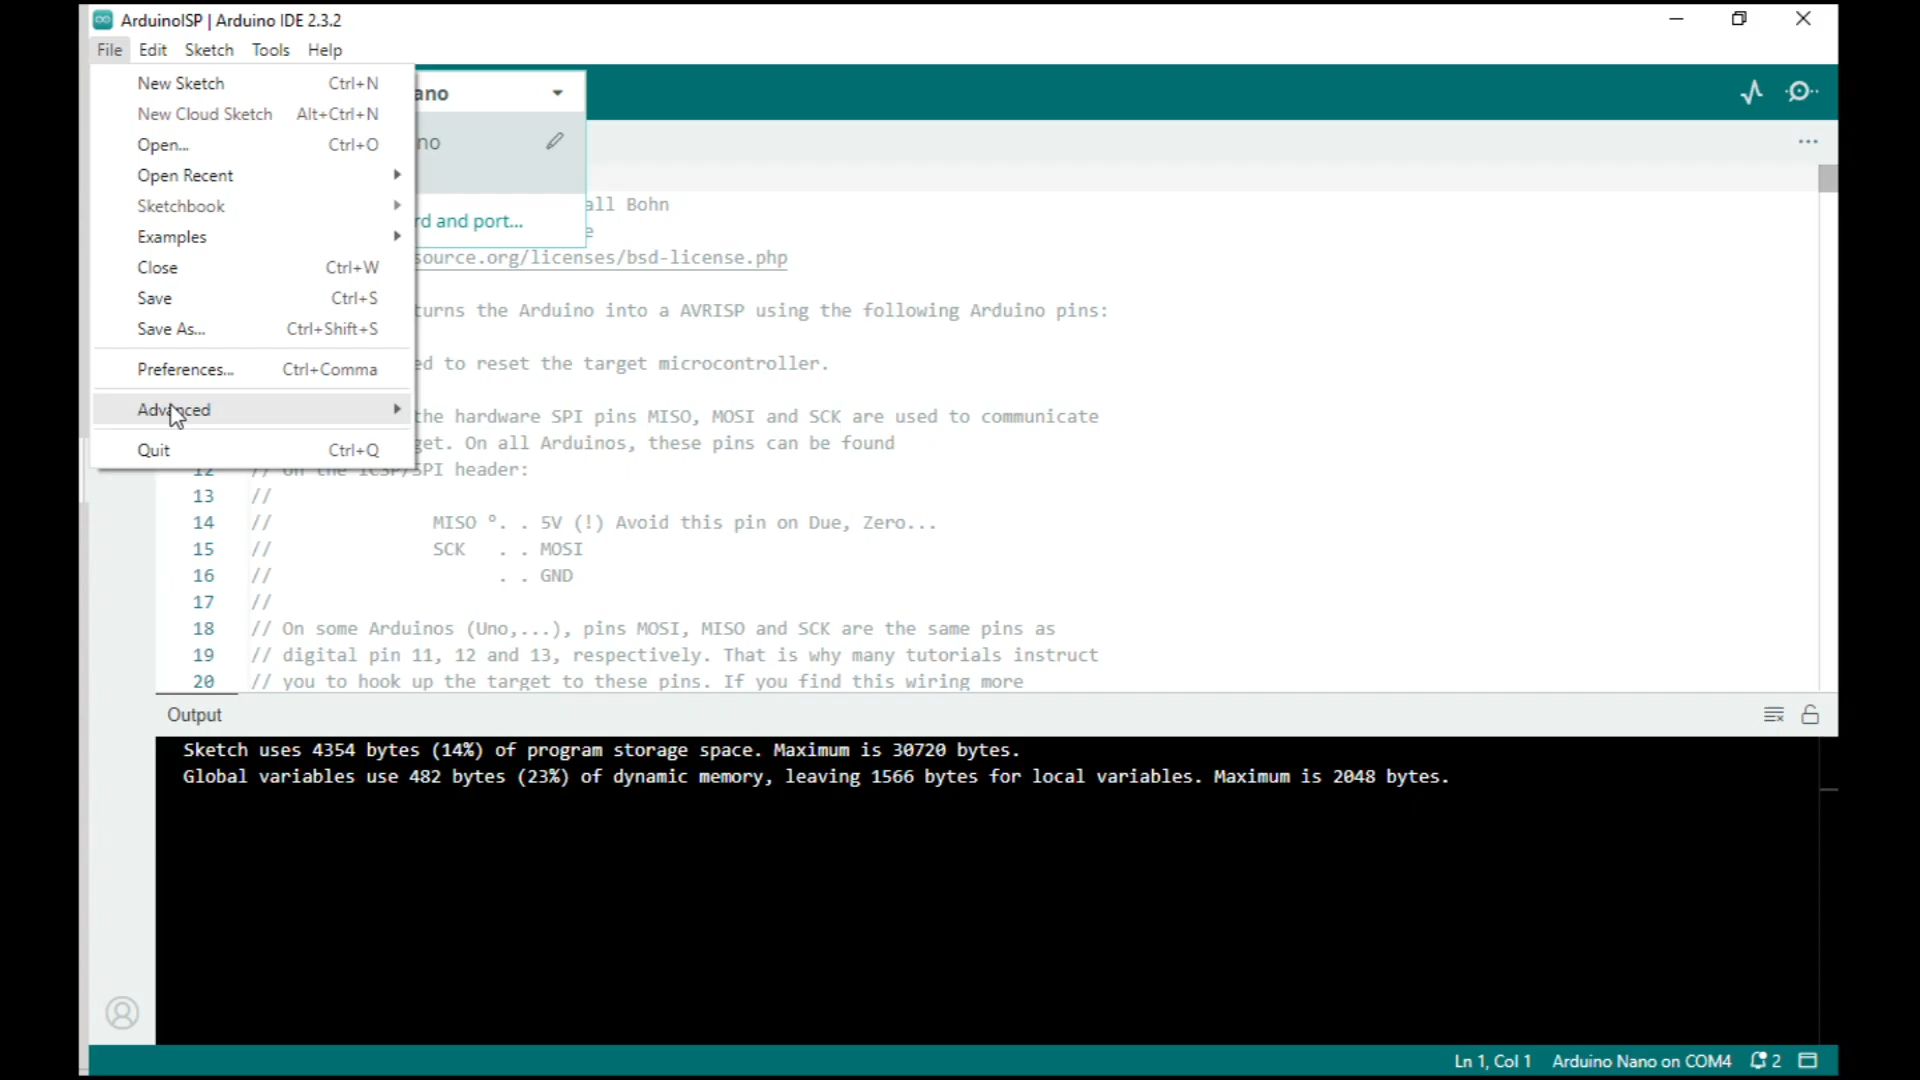 ArduinoISP | Arduino IDE 2.3.2
File Edit Sketch Tools Help
New Sketch Ctrl+N
New Cloud Sketch Alt+Ctrl+N
Open... Ctrl+O
Open Recent
Sketchbook
Examples
Close Ctrl+W
Save Ctrl+S
Save As... Ctrl+Shift+S
Preferences... Ctrl+Comma
Advanced
Quit Ctrl+Q
ano
no
rd and port...
all Bohn
e
source.org/licenses/bsd-license.php
turns the Arduino into a AVRISP using the following Arduino pins:
ed to reset the target microcontroller.
the hardware SPI pins MISO, MOSI and SCK are used to communicate
get. On all Arduinos, these pins can be found
12 // on the ICSP/SPI header:
13 //
14 // MISO °. . 5V (!) Avoid this pin on Due, Zero...
15 // SCK . . MOSI
16 // . . GND
17 //
18 // On some Arduinos (Uno,...), pins MOSI, MISO and SCK are the same pins as
19 // digital pin 11, 12 and 13, respectively. That is why many tutorials instruct
20 // you to hook up the target to these pins. If you find this wiring more
Output
Sketch uses 4354 bytes (14%) of program storage space. Maximum is 30720 bytes.
Global variables use 482 bytes (23%) of dynamic memory, leaving 1566 bytes for local variables. Maximum is 2048 bytes.
Ln 1, Col 1 Arduino Nano on COM4 2